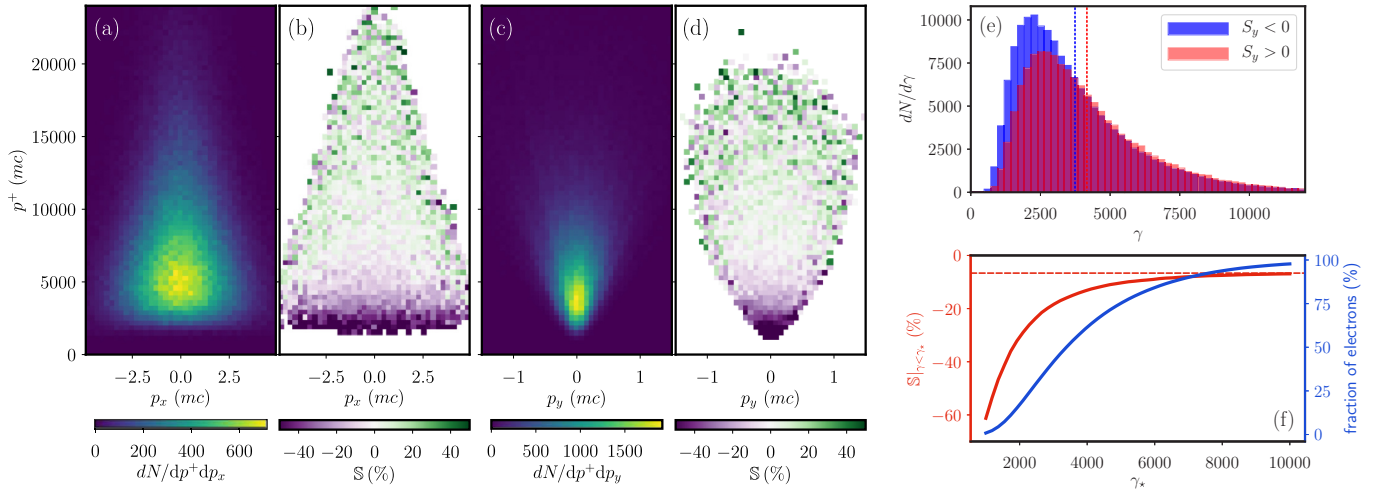 (a)
(b)
(c)
(d)
p⁺ (mc)
20000
15000
10000
5000
0
−2.5 0.0 2.5
p_x (mc)
−2.5 0.0 2.5
p_x (mc)
−1 0 1
p_y (mc)
−1 0 1
p_y (mc)
0 200 400 600
dN/dp⁺dp_x
−40 −20 0 20 40
𝕊 (%)
0 500 1000 1500
dN/dp⁺dp_y
−40 −20 0 20 40
𝕊 (%)
(e)
S_y < 0
S_y > 0
dN/dγ
10000
7500
5000
2500
0
0 2500 5000 7500 10000
γ
(f)
𝕊|γ<γ⋆ (%)
0
−20
−40
−60
fraction of electrons (%)
100
75
50
25
0
2000 4000 6000 8000 10000
γ⋆